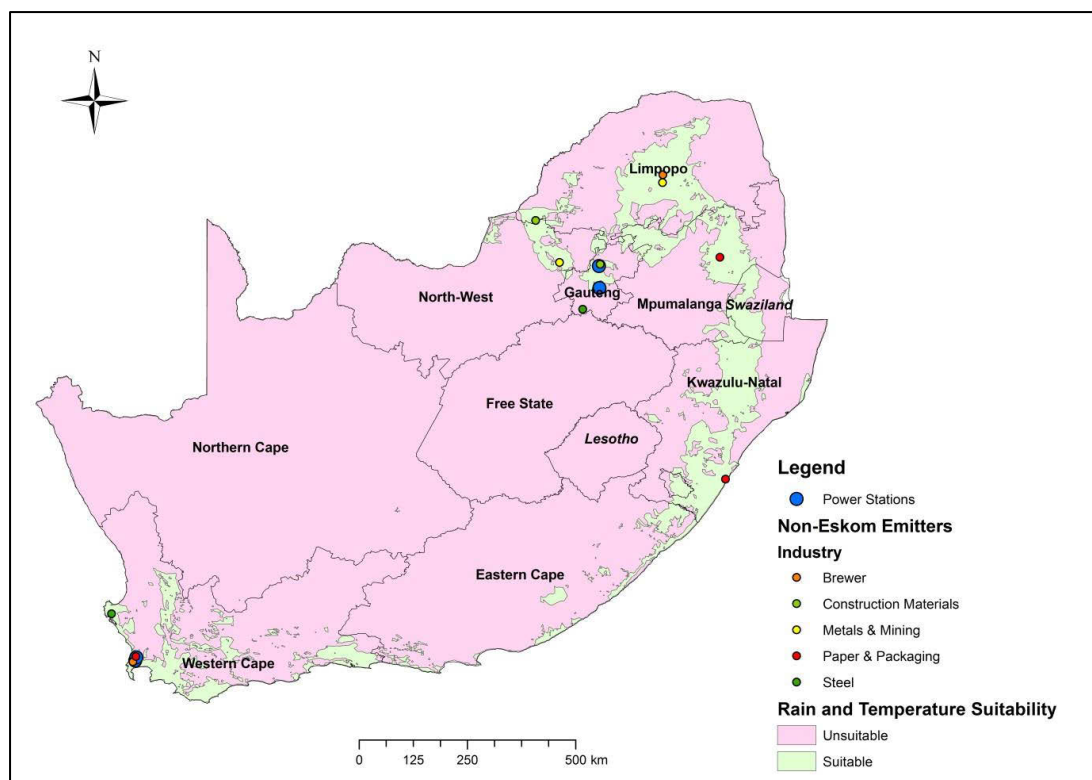 N
Limpopo
North-West
Gauteng
Mpumalanga
Swaziland
Kwazulu-Natal
Free State
Lesotho
Northern Cape
Eastern Cape
Western Cape
Legend
Power Stations
Non-Eskom Emitters
Industry
Brewer
Construction Materials
Metals & Mining
Paper & Packaging
Steel
Rain and Temperature Suitability
Unsuitable
Suitable
0 125 250 500 km